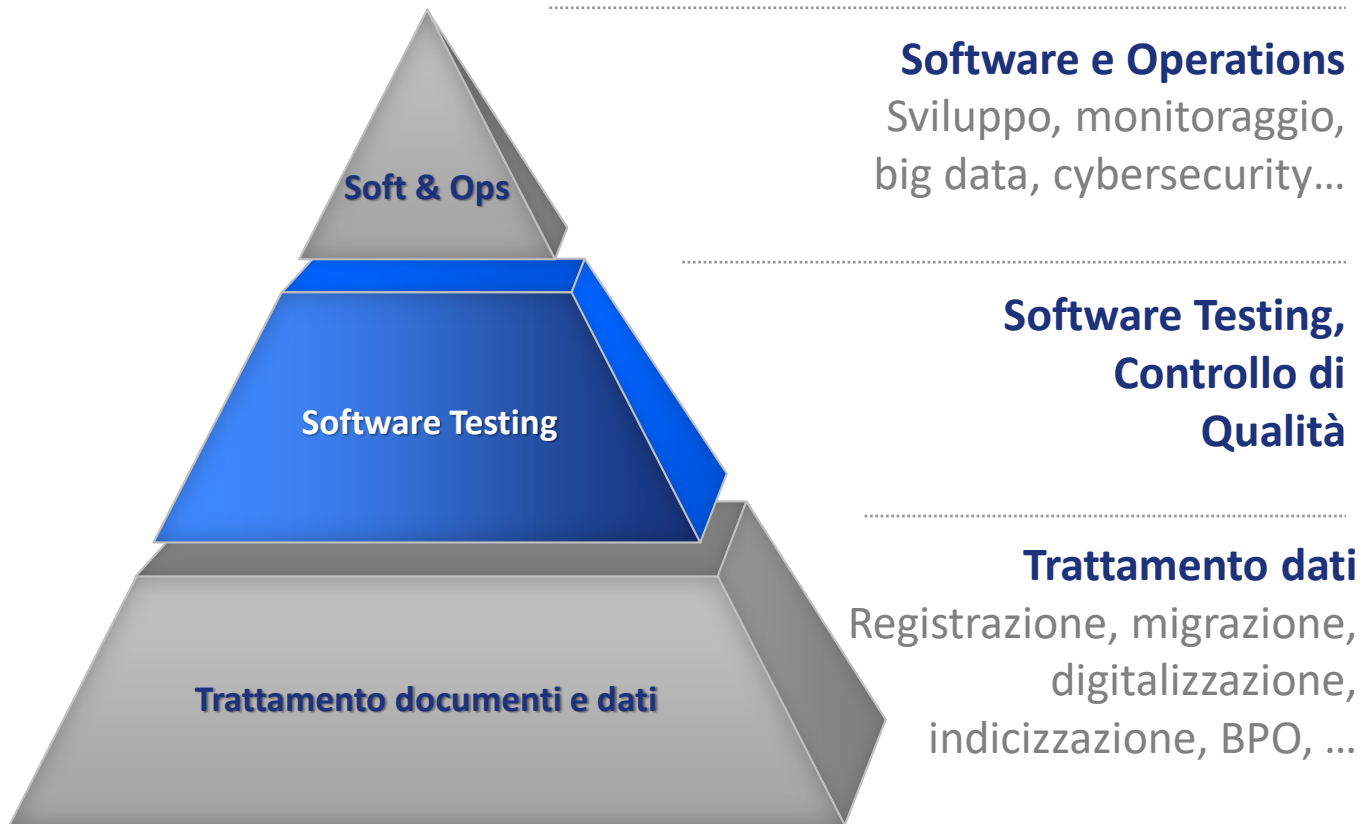 Software e Operations
Sviluppo, monitoraggio,
big data, cybersecurity…
Soft & Ops
Software Testing,
Controllo di
Qualità
Software Testing
Trattamento dati
Registrazione, migrazione,
digitalizzazione,
indicizzazione, BPO, …
Trattamento documenti e dati